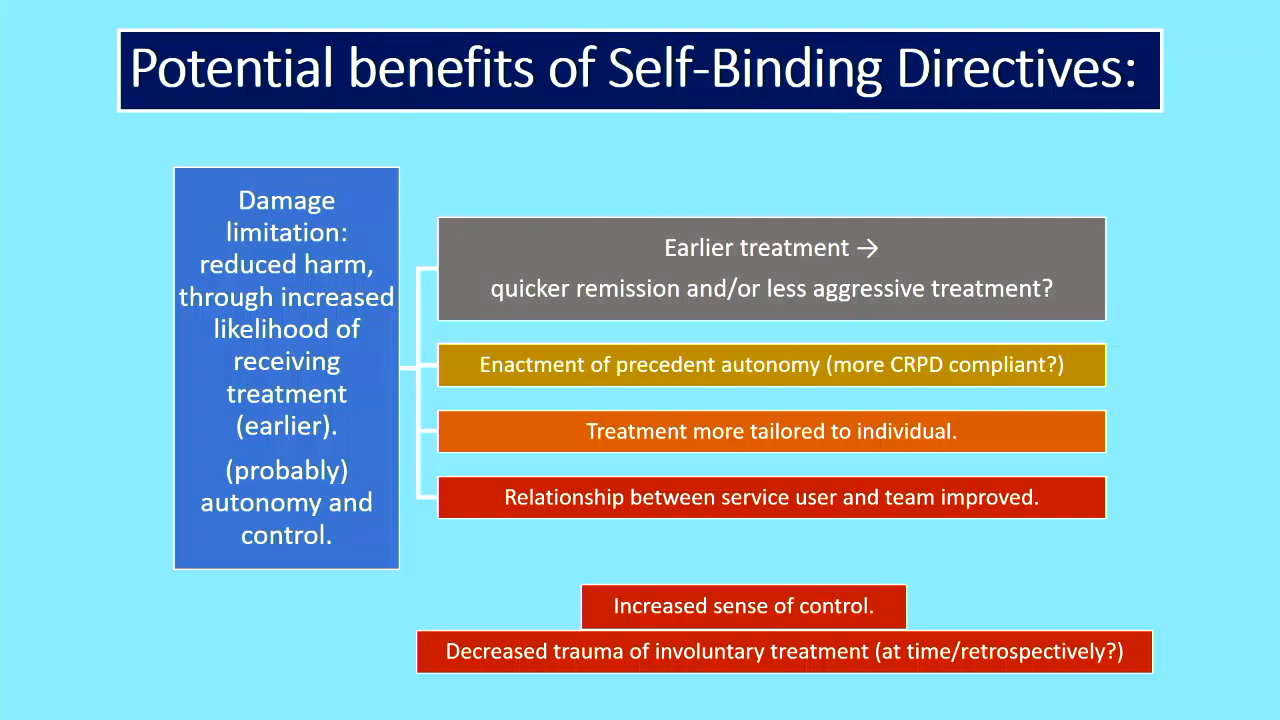 Potential benefits of Self-Binding Directives:
Damage
limitation:
reduced harm,
through increased
likelihood of
receiving
treatment
(earlier).
(probably)
autonomy and
control.
Earlier treatment →
quicker remission and/or less aggressive treatment?
Enactment of precedent autonomy (more CRPD compliant?)
Treatment more tailored to individual.
Relationship between service user and team improved.
Increased sense of control.
Decreased trauma of involuntary treatment (at time/retrospectively?)